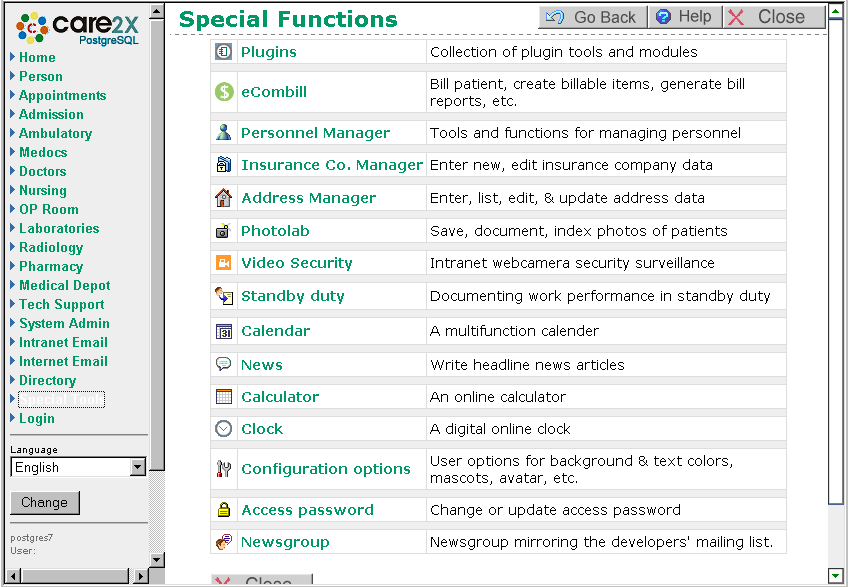 care2X
PostgreSQL
Home
Person
Appointments
Admission
Ambulatory
Medocs
Doctors
Nursing
OP Room
Laboratories
Radiology
Pharmacy
Medical Depot
Tech Support
System Admin
Intranet Email
Internet Email
Directory
Special Tools
Login
Language
English
Change
postgres7
User:
Special Functions
Go Back Help Close
Plugins Collection of plugin tools and modules
eCombill Bill patient, create billable items, generate bill
reports, etc.
Personnel Manager Tools and functions for managing personnel
Insurance Co. Manager Enter new, edit insurance company data
Address Manager Enter, list, edit, & update address data
Photolab Save, document, index photos of patients
Video Security Intranet webcamera security surveillance
Standby duty Documenting work performance in standby duty
31 Calendar A multifunction calender
News Write headline news articles
Calculator An online calculator
Clock A digital online clock
Configuration options User options for background & text colors,
mascots, avatar, etc.
Access password Change or update access password
Newsgroup Newsgroup mirroring the developers' mailing list.
Close